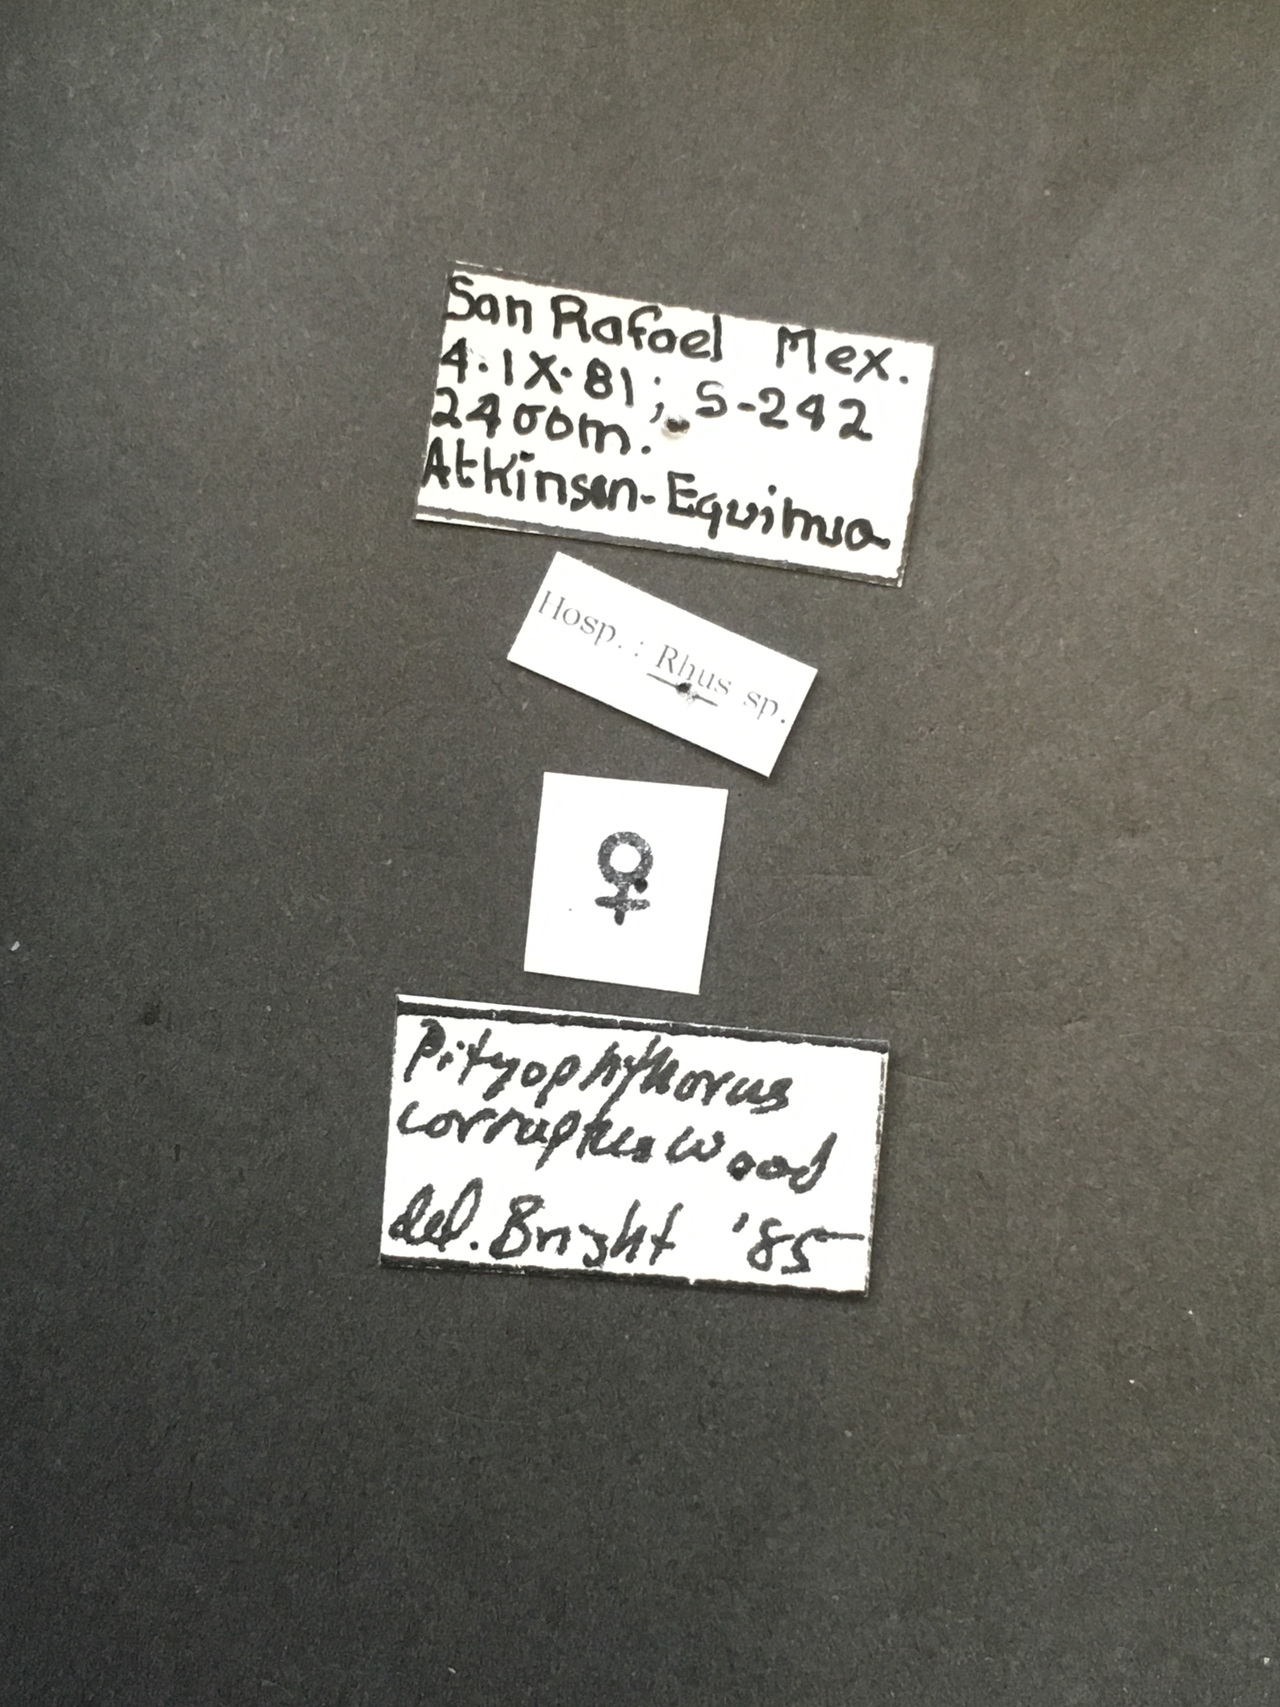 San Rafael Mex.
4.IX.81; S-242
2400m.
Atkinson-Equihua
Hosp.: Rhus sp.
♀
Pityophthorus
corruptus Wood
det. Bright '85